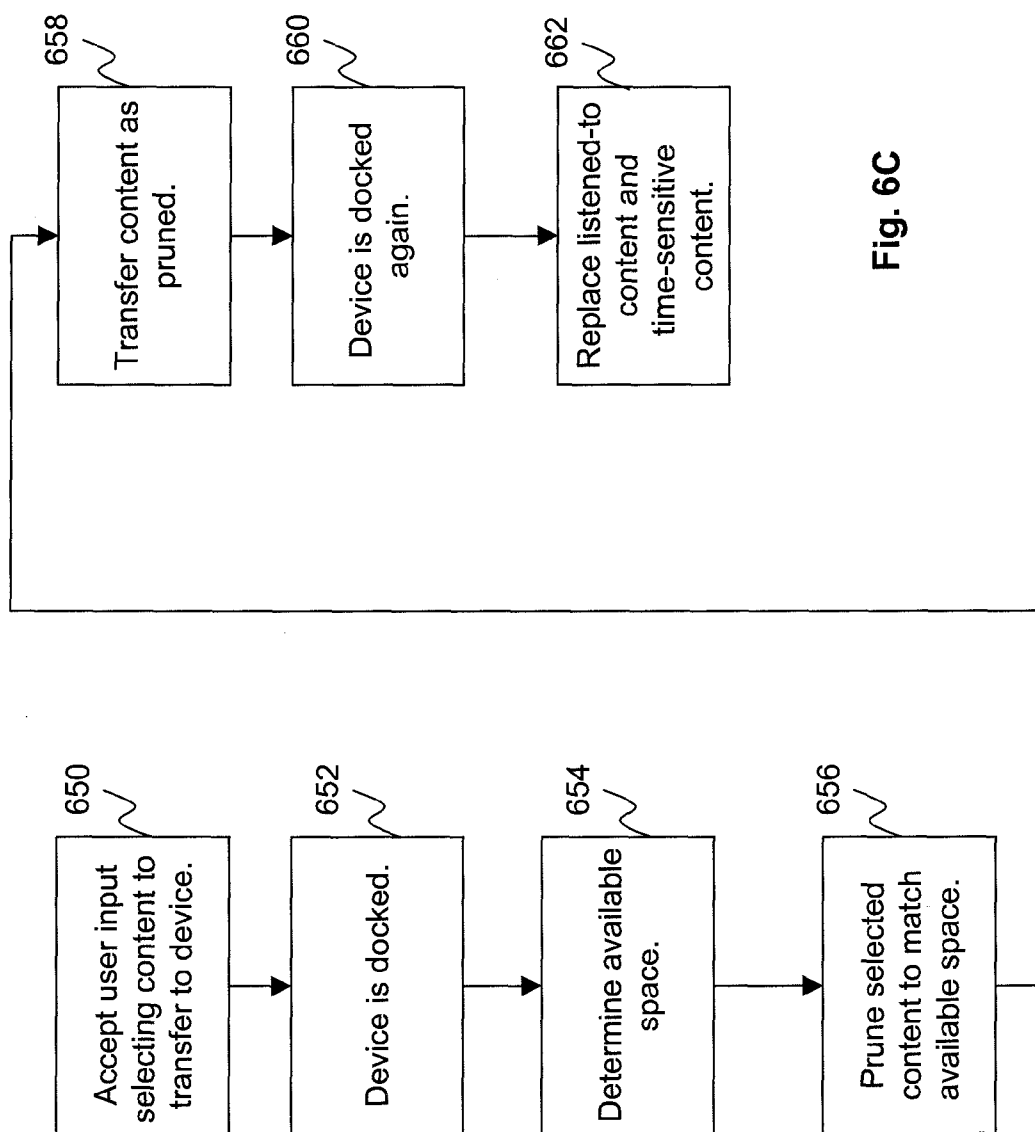 650
Accept user input
selecting content to
transfer to device.
652
Device is docked.
654
Determine available
space.
656
Prune selected
content to match
available space.
658
Transfer content as
pruned.
660
Device is docked
again.
662
Replace listened-to
content and
time-sensitive
content.
Fig. 6C